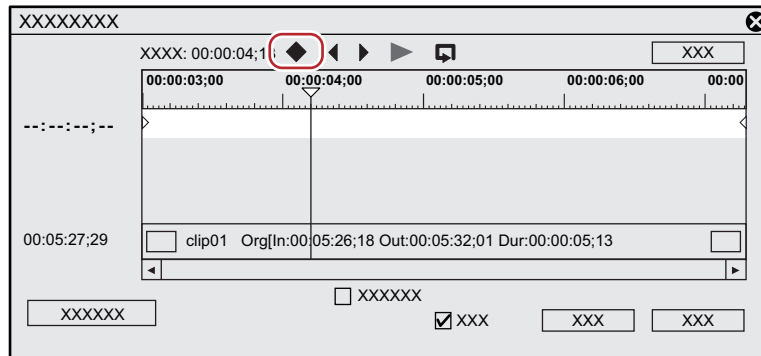 XXXXXXXX
XXXX: 00:00:04;18
XXX
00:00:03;00 00:00:04;00 00:00:05;00 00:00:06;00 00:00
--:--:--;--
00:05:27;29 clip01 Org[In:00:05:26;18 Out:00:05:32;01 Dur:00:00:05;13
XXXXXX
XXXXXX
XXX XXX XXX